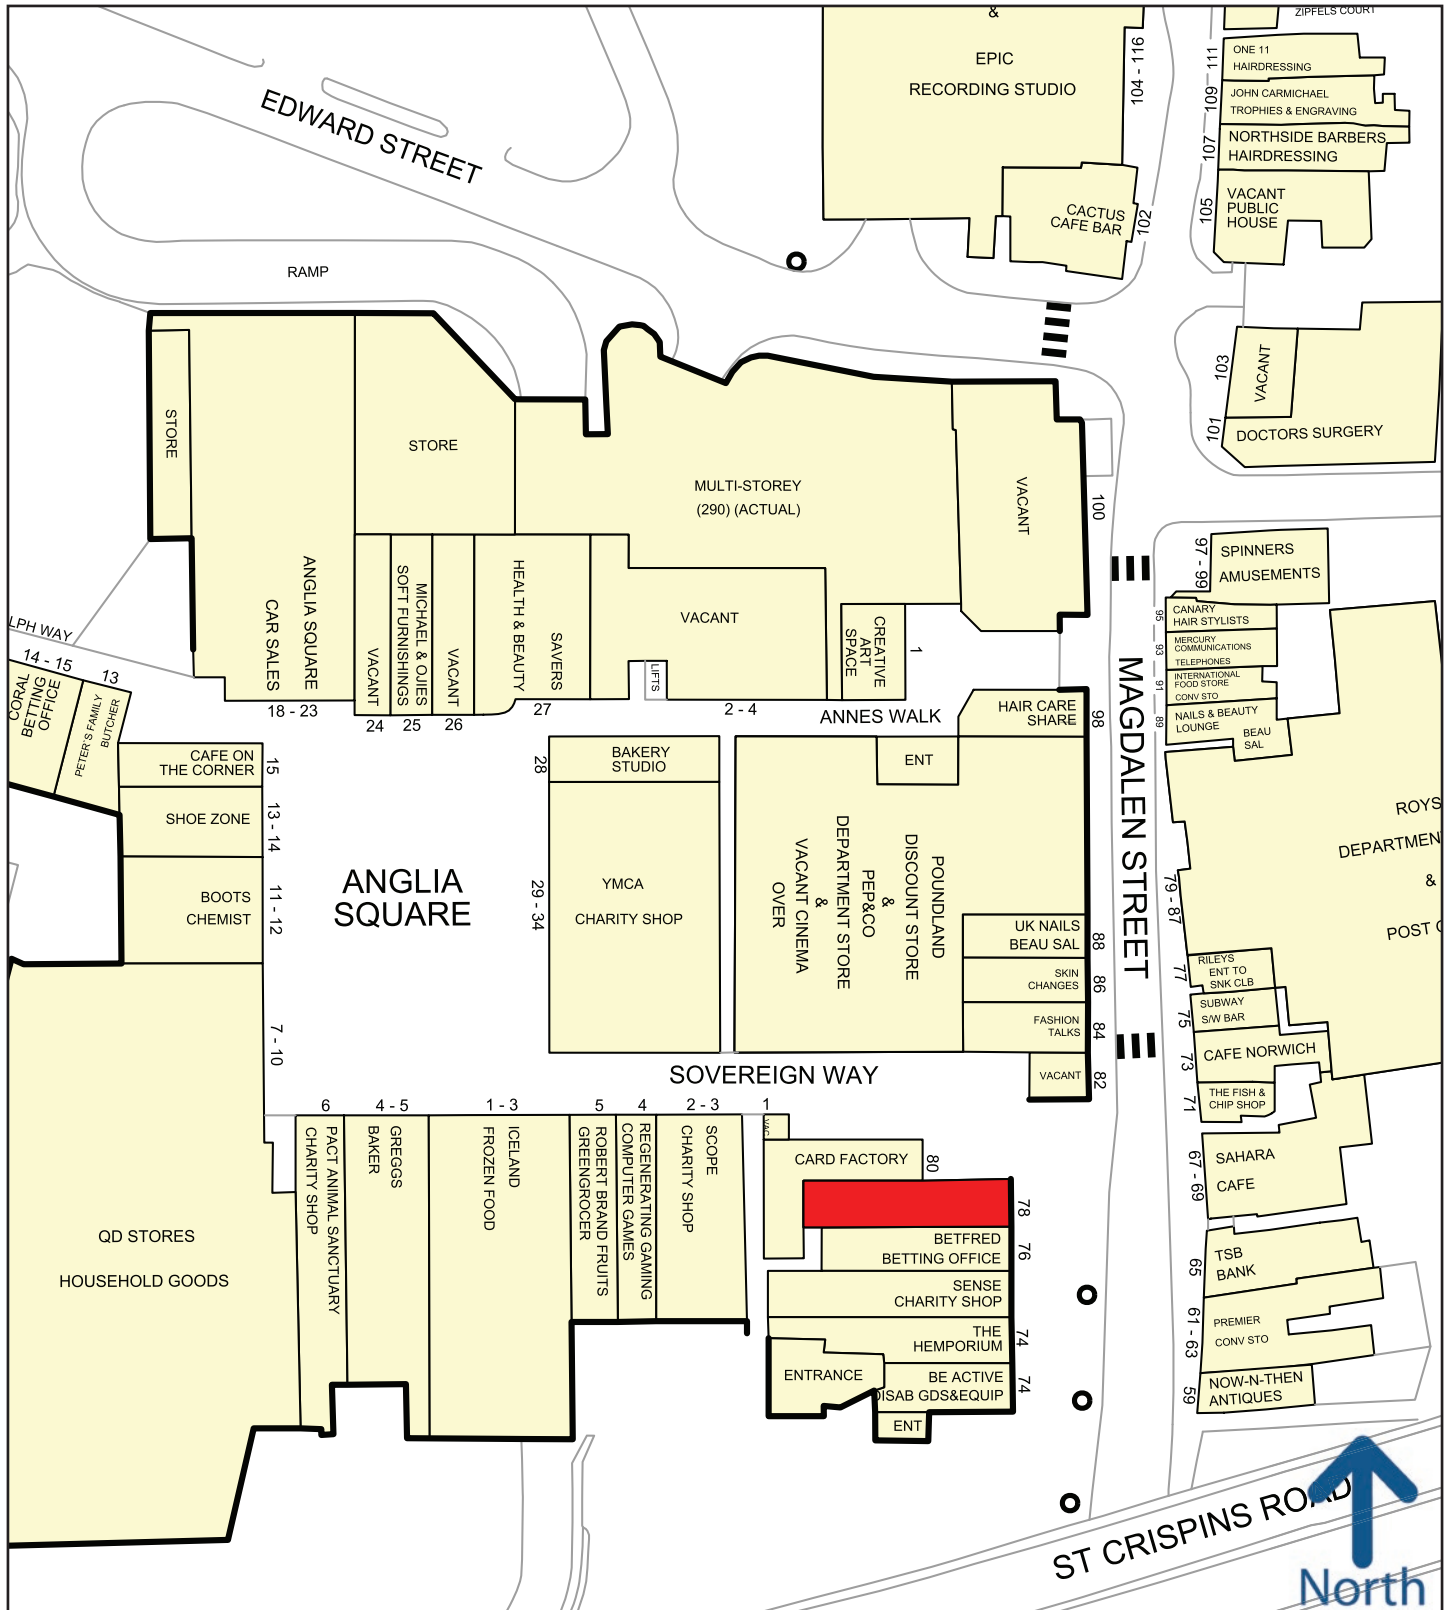 &
EPIC
RECORDING STUDIO
104 - 116
ZIPFELS COURT
111
ONE 11
HAIRDRESSING
109
JOHN CARMICHAEL
TROPHIES & ENGRAVING
107
NORTHSIDE BARBERS
HAIRDRESSING
105
VACANT
PUBLIC
HOUSE
EDWARD STREET
CACTUS
CAFE BAR
102
RAMP
103
VACANT
101
DOCTORS SURGERY
STORE
STORE
MULTI-STOREY
(290) (ACTUAL)
VACANT
100
97 - 99
SPINNERS
AMUSEMENTS
95
CANARY
HAIR STYLISTS
93
MERCURY
COMMUNICATIONS
TELEPHONES
91
INTERNATIONAL
FOOD STORE
CONV STO
89
NAILS & BEAUTY
LOUNGE
BEAU
SAL
ANGLIA SQUARE
CAR SALES
18 - 23
VACANT
24
MICHAEL & OJIES
SOFT FURNISHINGS
25
VACANT
26
SAVERS
HEALTH & BEAUTY
27
VACANT
LIFTS
2 - 4
CREATIVE
ART
SPACE
1
ANNES WALK
HAIR CARE
SHARE
98
LPH WAY
14 - 15
CORAL
BETTING
OFFICE
13
PETER'S FAMILY
BUTCHER
CAFE ON
THE CORNER
15
SHOE ZONE
13 - 14
BOOTS
CHEMIST
11 - 12
7 - 10
ANGLIA
SQUARE
28
BAKERY
STUDIO
29 - 34
YMCA
CHARITY SHOP
ENT
POUNDLAND
DISCOUNT STORE
&
PEP&CO
DEPARTMENT STORE
&
VACANT CINEMA
OVER
UK NAILS
BEAU SAL
88
SKIN
CHANGES
86
FASHION
TALKS
84
VACANT
82
MAGDALEN STREET
ROYS
DEPARTMEN
&
POST
79 - 87
77
RILEYS
ENT TO
SNK CLB
75
SUBWAY
S/W BAR
73
CAFE NORWICH
71
THE FISH &
CHIP SHOP
67 - 69
SAHARA
CAFE
65
TSB
BANK
61 - 63
PREMIER
CONV STO
59
NOW-N-THEN
ANTIQUES
SOVEREIGN WAY
QD STORES
HOUSEHOLD GOODS
6
PACT ANIMAL SANCTUARY
CHARITY SHOP
4 - 5
GREGGS
BAKER
1 - 3
ICELAND
FROZEN FOOD
5
ROBERT BRAND FRUITS
GREENGROCER
4
REGENERATING GAMING
COMPUTER GAMES
2 - 3
SCOPE
CHARITY SHOP
1
VAC
CARD FACTORY
80
78
BETFRED
BETTING OFFICE
76
SENSE
CHARITY SHOP
THE
HEMPORIUM
74
ENTRANCE
BE ACTIVE
DISAB GDS&EQUIP
74
ENT
ST CRISPINS ROAD
North